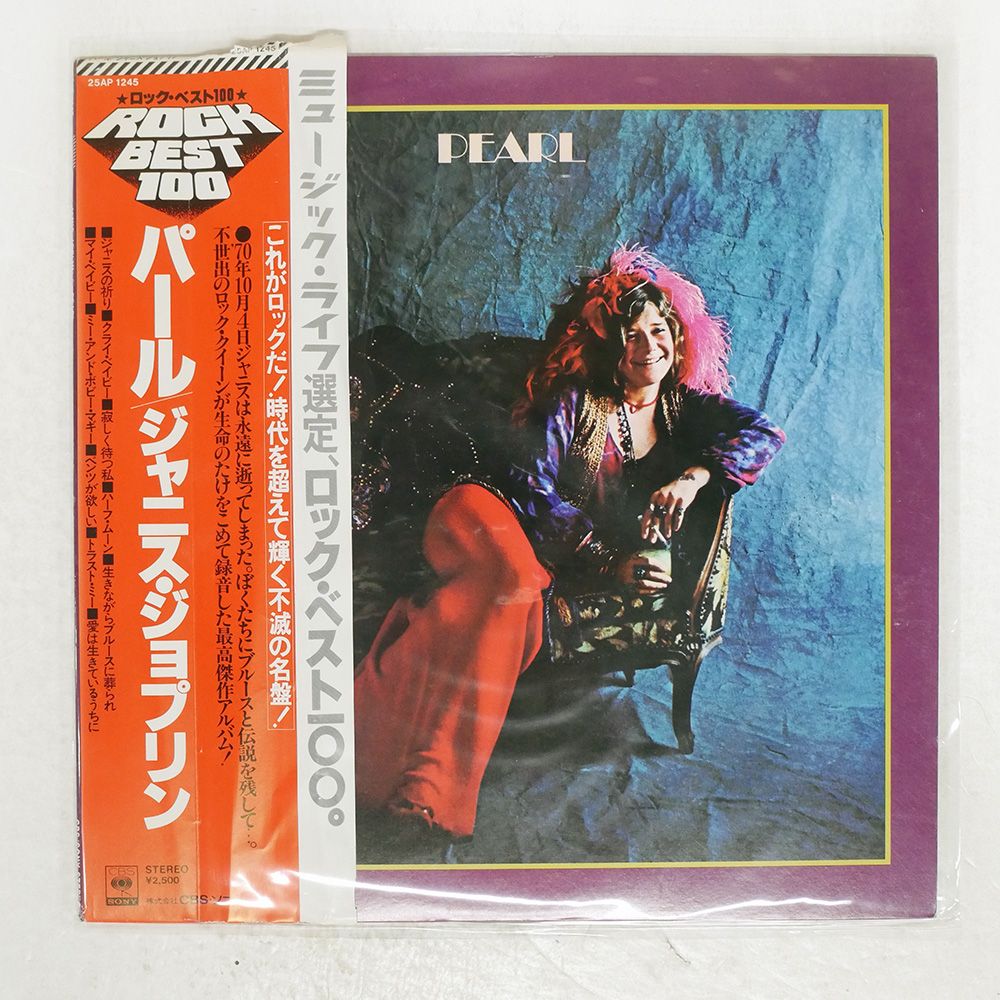 25AP 1245
25AP 1245
★ロック・ベスト100★
ROCK
BEST
100
パール/ジャニス・ジョプリン
■ジャニスの祈り■クライ・ベイビー■寂しく待つ私■ハーフ・ムーン■生きながらブルースに葬られ
■マイ・ベイビー■ミー・アンド・ボビー・マギー■ベンツが欲しい■トラスト・ミー■愛は生きているうちに
これがロックだ!時代を超えて輝く不滅の名盤!
●'70年10月4日ジャニスは永遠に逝ってしまった。ぼくたちにブルースと伝説を残して…。
不世出のロック・クイーンが生命のたけをこめて録音した最高傑作アルバム!
ミュージック・ライフ選定、ロック・ベスト100。
CBS
SONY
STEREO
¥2,500
株式会社CBS・ソ
PEARL